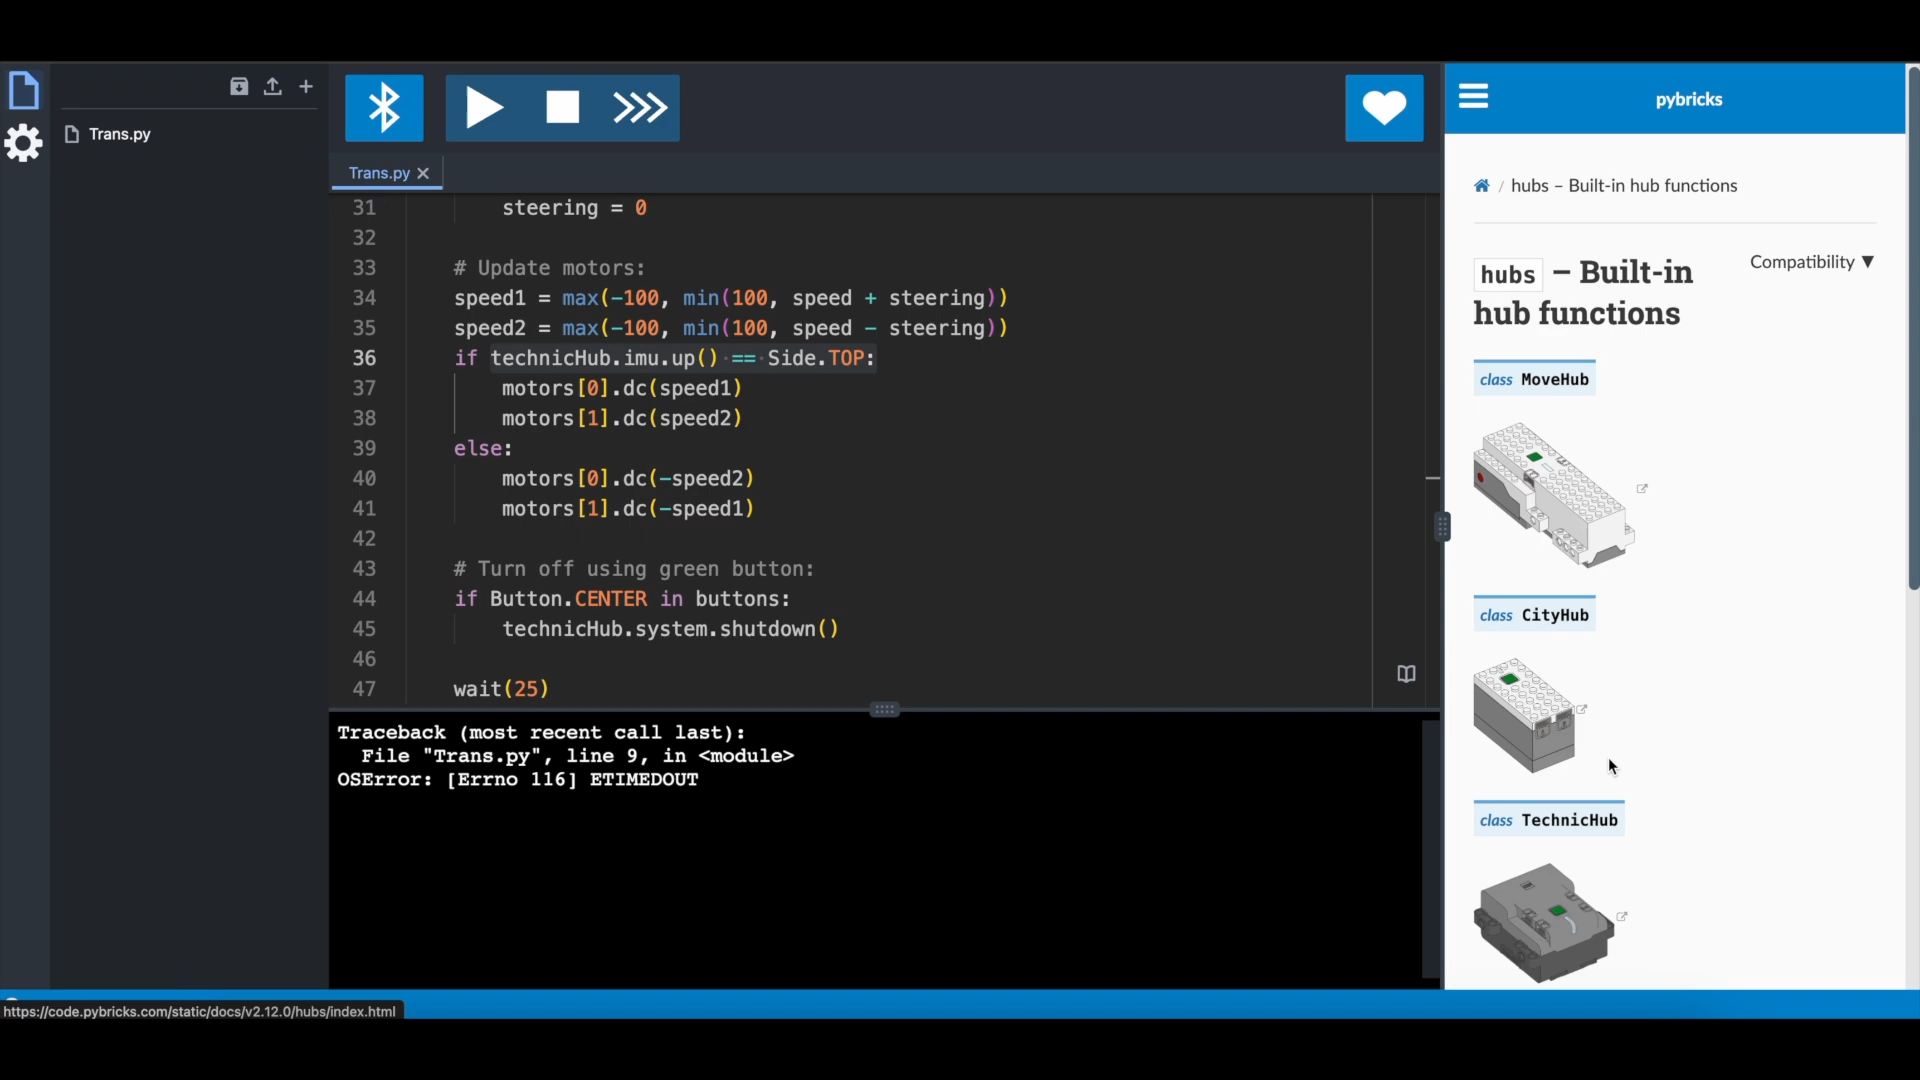 Trans.py
Trans.py
31 steering = 0
32
33 # Update motors:
34 speed1 = max(-100, min(100, speed + steering))
35 speed2 = max(-100, min(100, speed - steering))
36 if technicHub.imu.up() == Side.TOP:
37 motors[0].dc(speed1)
38 motors[1].dc(speed2)
39 else:
40 motors[0].dc(-speed2)
41 motors[1].dc(-speed1)
42
43 # Turn off using green button:
44 if Button.CENTER in buttons:
45 technicHub.system.shutdown()
46
47 wait(25)
Traceback (most recent call last):
File "Trans.py", line 9, in <module>
OSError: [Errno 116] ETIMEDOUT
pybricks
/ hubs – Built-in hub functions
Compatibility ▼
hubs – Built-in
hub functions
class MoveHub
class CityHub
class TechnicHub
https://code.pybricks.com/static/docs/v2.12.0/hubs/index.html